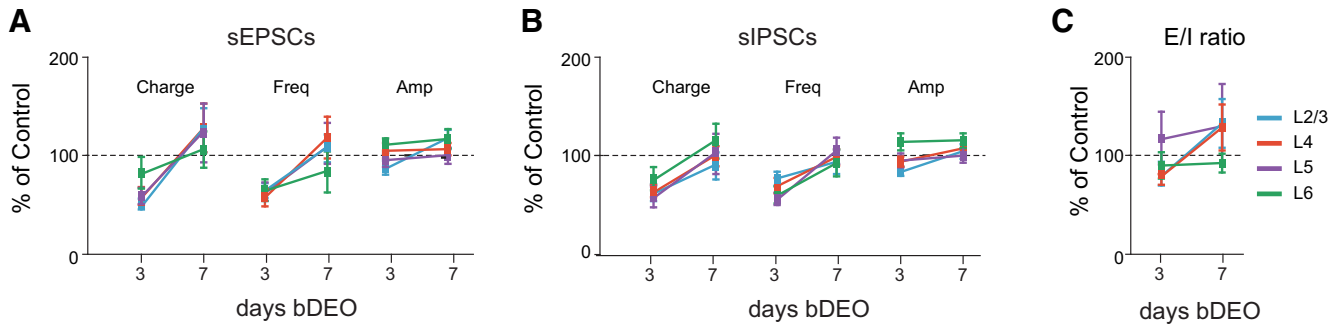 A
sEPSCs
% of Control
200
100
0
Charge
Freq
Amp
3
7
3
7
3
7
days bDEO
B
sIPSCs
% of Control
200
100
0
Charge
Freq
Amp
3
7
3
7
3
7
days bDEO
C
E/I ratio
% of Control
200
100
0
3
7
days bDEO
L2/3
L4
L5
L6